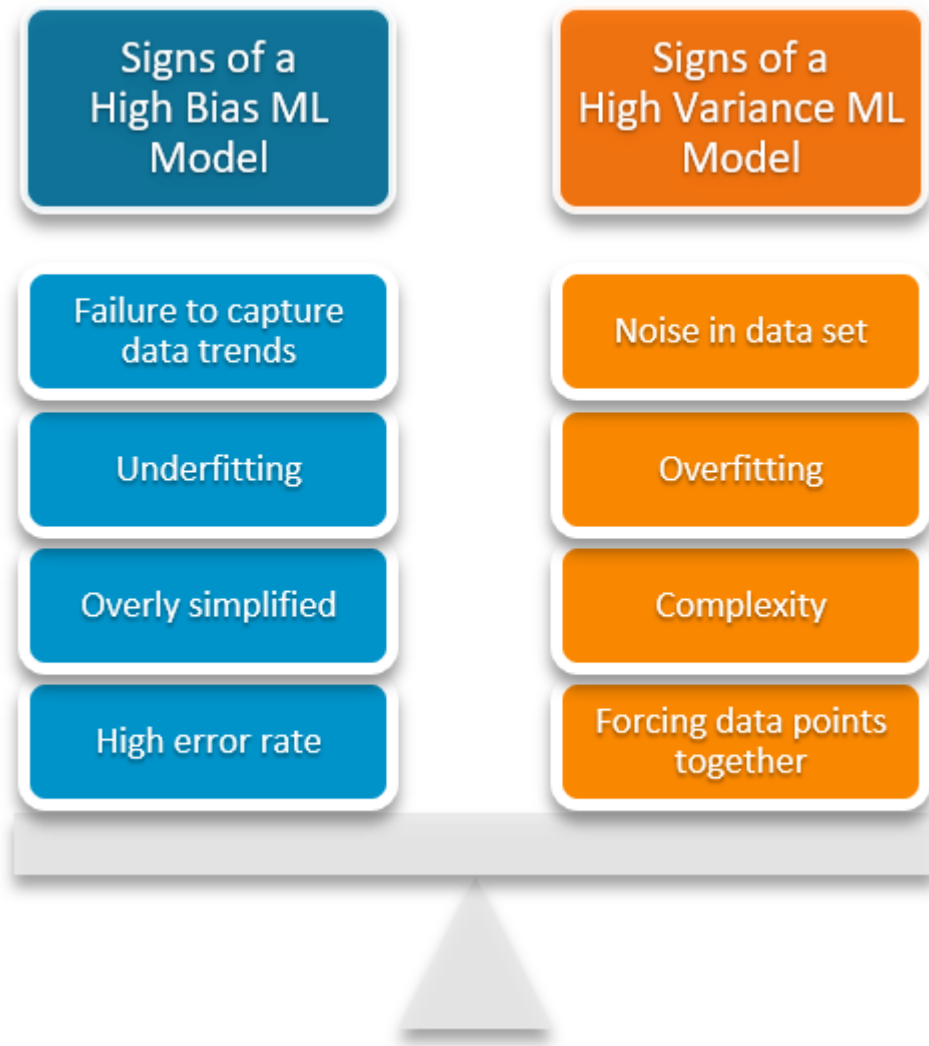 Signs of a
High Bias ML
Model
Failure to capture
data trends
Underfitting
Overly simplified
High error rate
Signs of a
High Variance ML
Model
Noise in data set
Overfitting
Complexity
Forcing data points
together